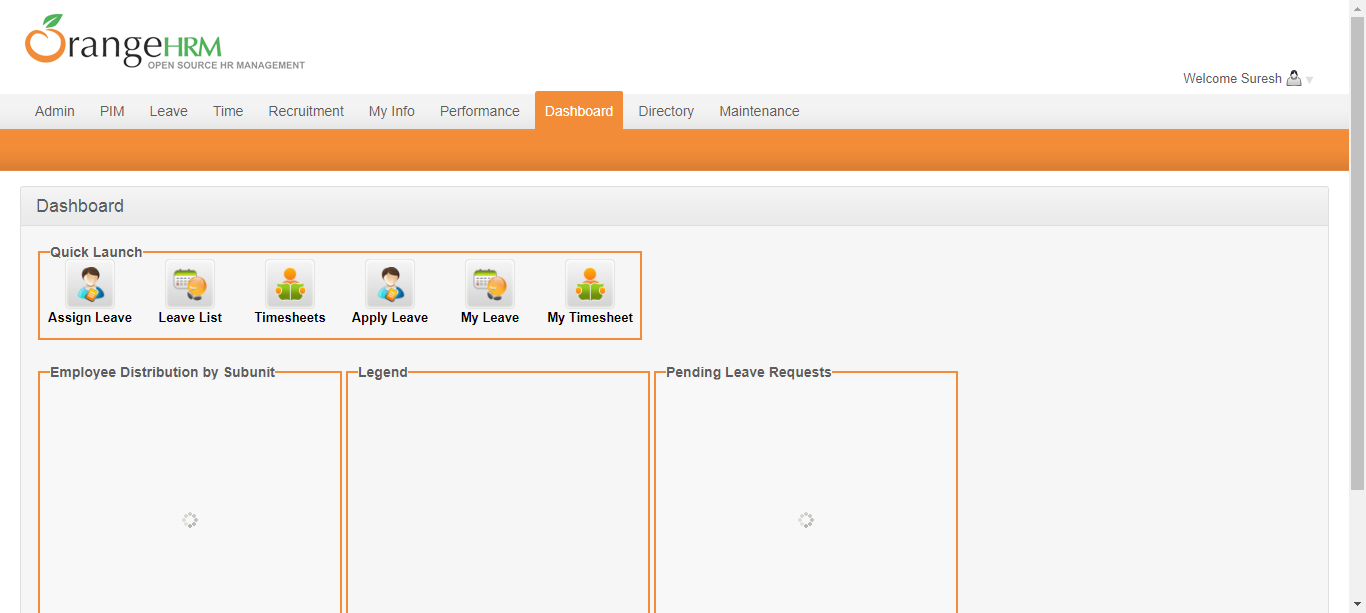 OrangeHRM
OPEN SOURCE HR MANAGEMENT
Welcome Suresh
Admin PIM Leave Time Recruitment My Info Performance Dashboard Directory Maintenance
Dashboard
Quick Launch
Assign Leave Leave List Timesheets Apply Leave My Leave My Timesheet
Employee Distribution by Subunit Legend Pending Leave Requests